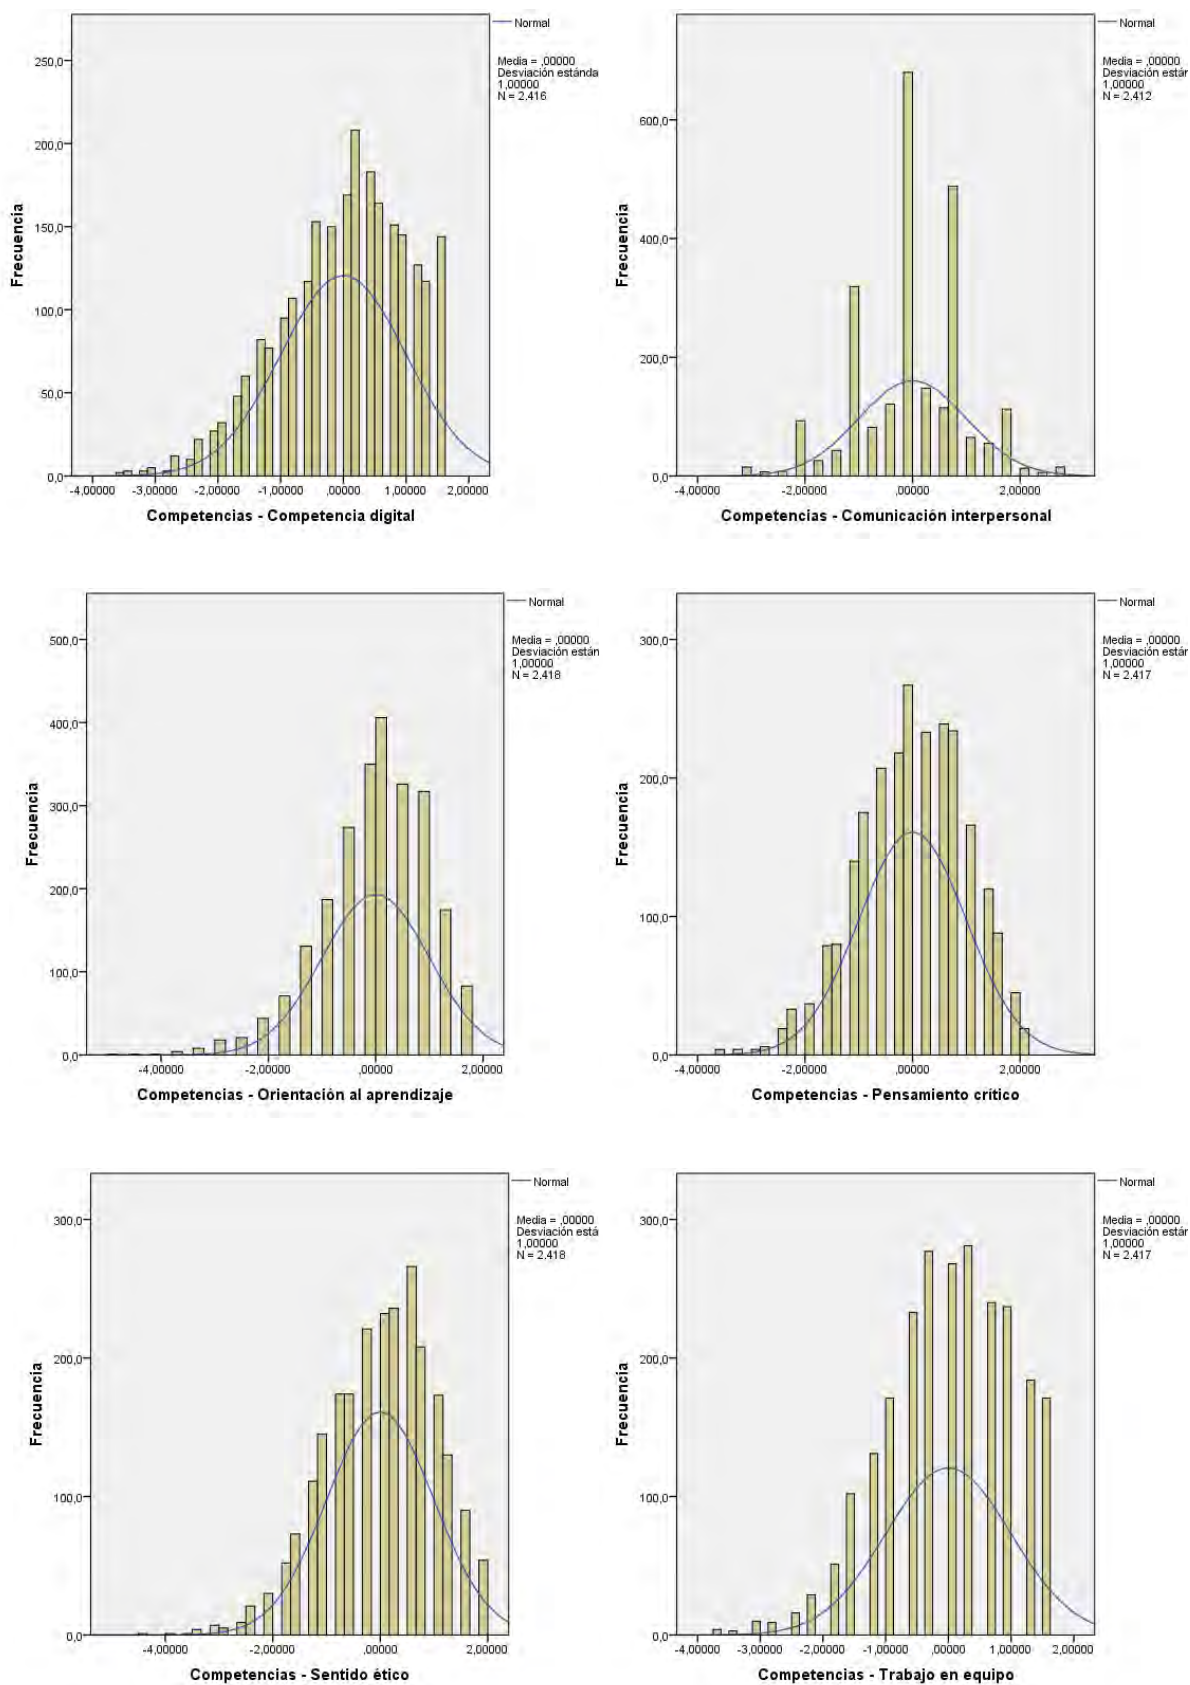 Normal
Media = ,00000
Desviación estánda
1,00000
N = 2.416
250,0
200,0
150,0
100,0
50,0
0,0
Frecuencia
-4,00000 -3,00000 -2,00000 -1,00000 ,00000 1,00000 2,00000
Competencias - Competencia digital
Normal
Media = ,00000
Desviación están
1,00000
N = 2.412
600,0
400,0
200,0
0,0
Frecuencia
-4,00000 -2,00000 ,00000 2,00000
Competencias - Comunicación interpersonal
Normal
Media = ,00000
Desviación están
1,00000
N = 2.418
500,0
400,0
300,0
200,0
100,0
0,0
Frecuencia
-4,00000 -2,00000 ,00000 2,00000
Competencias - Orientación al aprendizaje
Normal
Media = ,00000
Desviación están
1,00000
N = 2.417
300,0
200,0
100,0
0,0
Frecuencia
-4,00000 -2,00000 ,00000 2,00000
Competencias - Pensamiento crítico
Normal
Media = ,00000
Desviación está
1,00000
N = 2.418
300,0
200,0
100,0
0,0
Frecuencia
-4,00000 -2,00000 ,00000 2,00000
Competencias - Sentido ético
Normal
Media = ,00000
Desviación están
1,00000
N = 2.417
300,0
200,0
100,0
0,0
Frecuencia
-4,00000 -3,00000 -2,00000 -1,00000 ,00000 1,00000 2,00000
Competencias - Trabajo en equipo